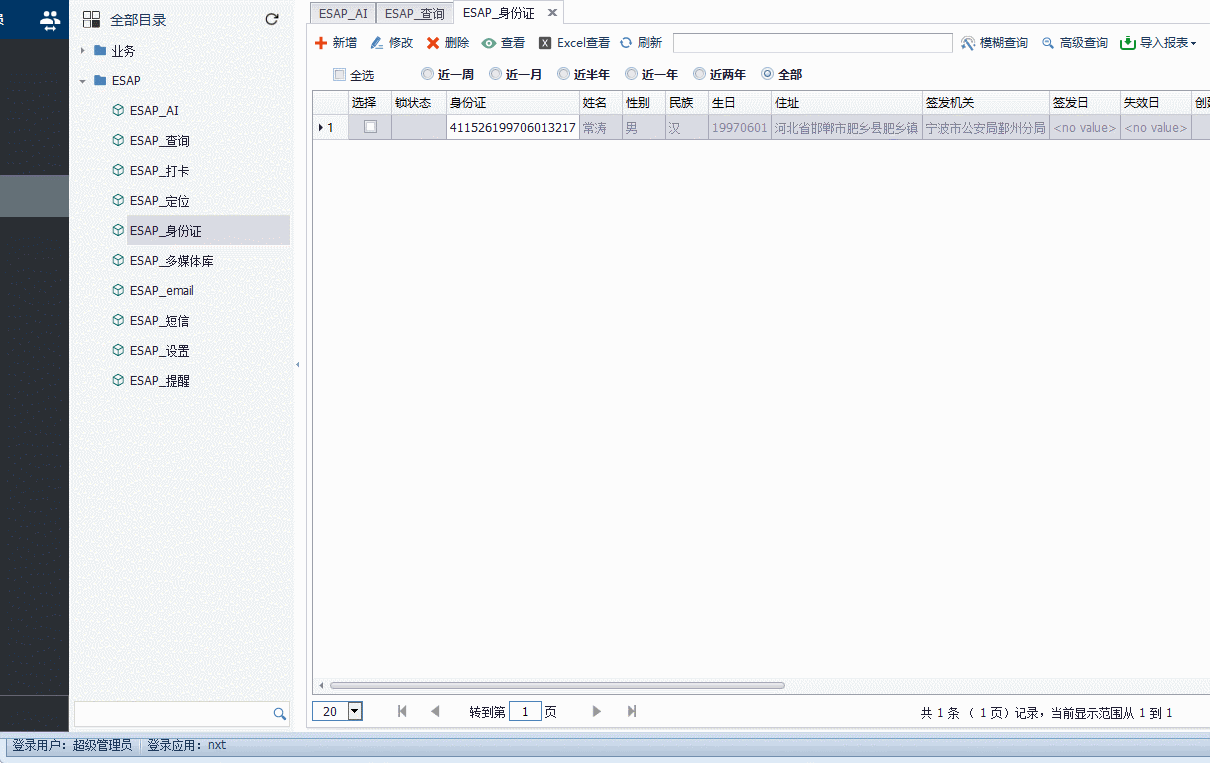 全部目录
业务
ESAP
ESAP_AI
ESAP_查询
ESAP_打卡
ESAP_定位
ESAP_身份证
ESAP_多媒体库
ESAP_email
ESAP_短信
ESAP_设置
ESAP_提醒
ESAP_AI ESAP_查询 ESAP_身份证
新增 修改 删除 查看 Excel查看 刷新 模糊查询 高级查询 导入报表
全选 近一周 近一月 近半年 近一年 近两年 全部
选择 锁状态 身份证 姓名 性别 民族 生日 住址 签发机关 签发日 失效日
1 411526199706013217 常涛 男 汉 19970601 河北省邯郸市肥乡县肥乡镇 宁波市公安局鄞州分局 <no value> <no value>
20 转到第 1 页 共 1 条 （ 1 页）记录，当前显示范围从 1 到 1
登录用户：超级管理员 登录应用：nxt